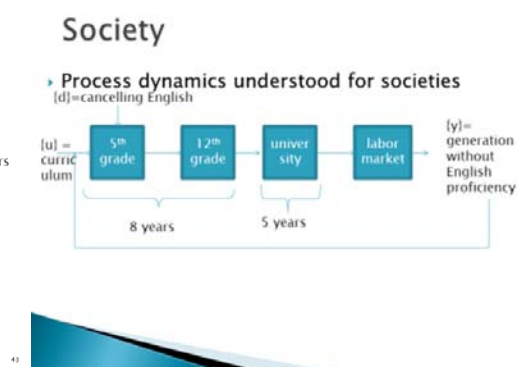 Society
Process dynamics understood for societies
{d}=cancelling English
{u} =
curric
ulum
5th
grade
12th
grade
univer
sity
labor
market
{y}=
generation
without
English
proficiency
8 years
5 years
rs
43